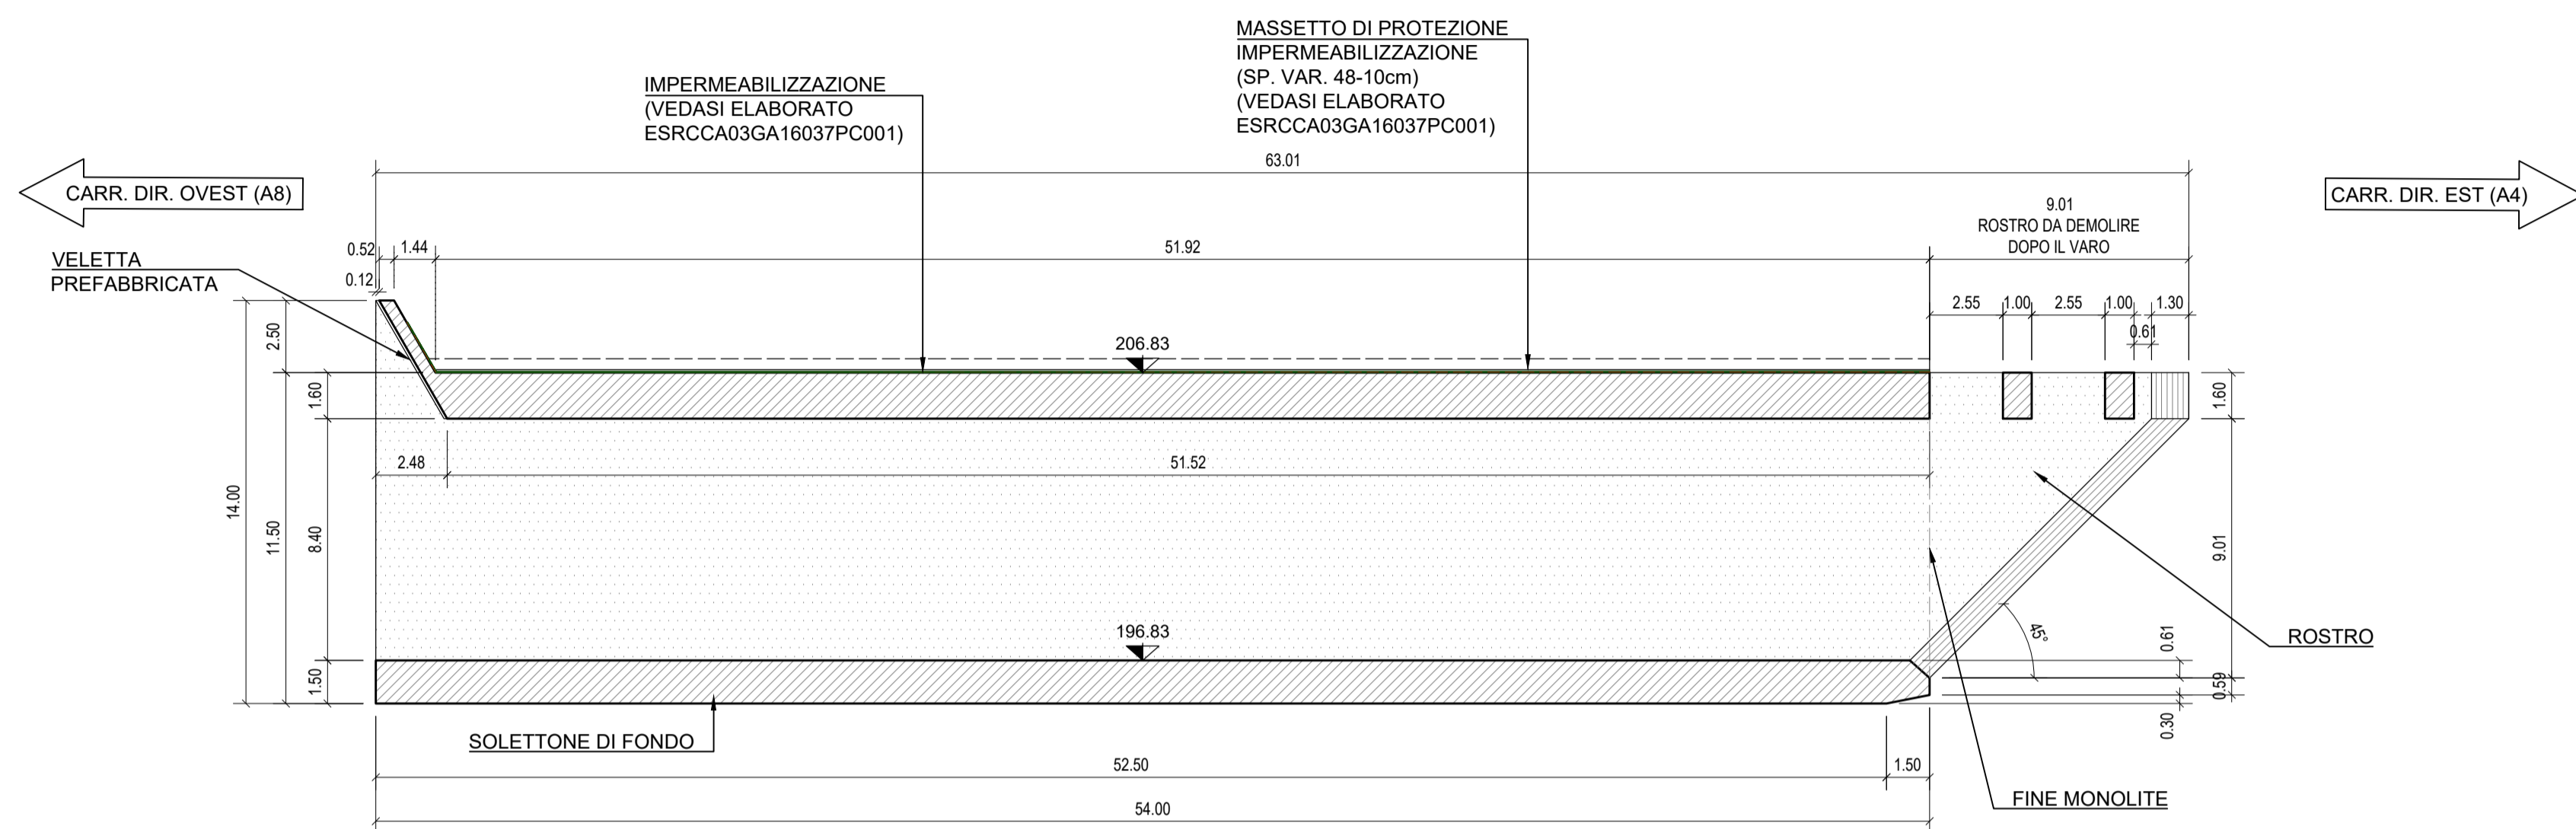 MASSETTO DI PROTEZIONE
IMPERMEABILIZZAZIONE
(SP. VAR. 48-10cm)
(VEDASI ELABORATO
ESRCCA03GA16037PC001)
IMPERMEABILIZZAZIONE
(VEDASI ELABORATO
ESRCCA03GA16037PC001)
63.01
CARR. DIR. OVEST (A8)
CARR. DIR. EST (A4)
9.01
ROSTRO DA DEMOLIRE
DOPO IL VARO
0.52
1.44
51.92
VELETTA
PREFABBRICATA
0.12
2.55
1.00
2.55
1.00
1.30
0.61
2.50
206.83
1.60
1.60
2.48
51.52
14.00
11.50
8.40
9.01
196.83
45°
0.61
ROSTRO
1.50
0.59
0.30
SOLETTONE DI FONDO
52.50
1.50
FINE MONOLITE
54.00